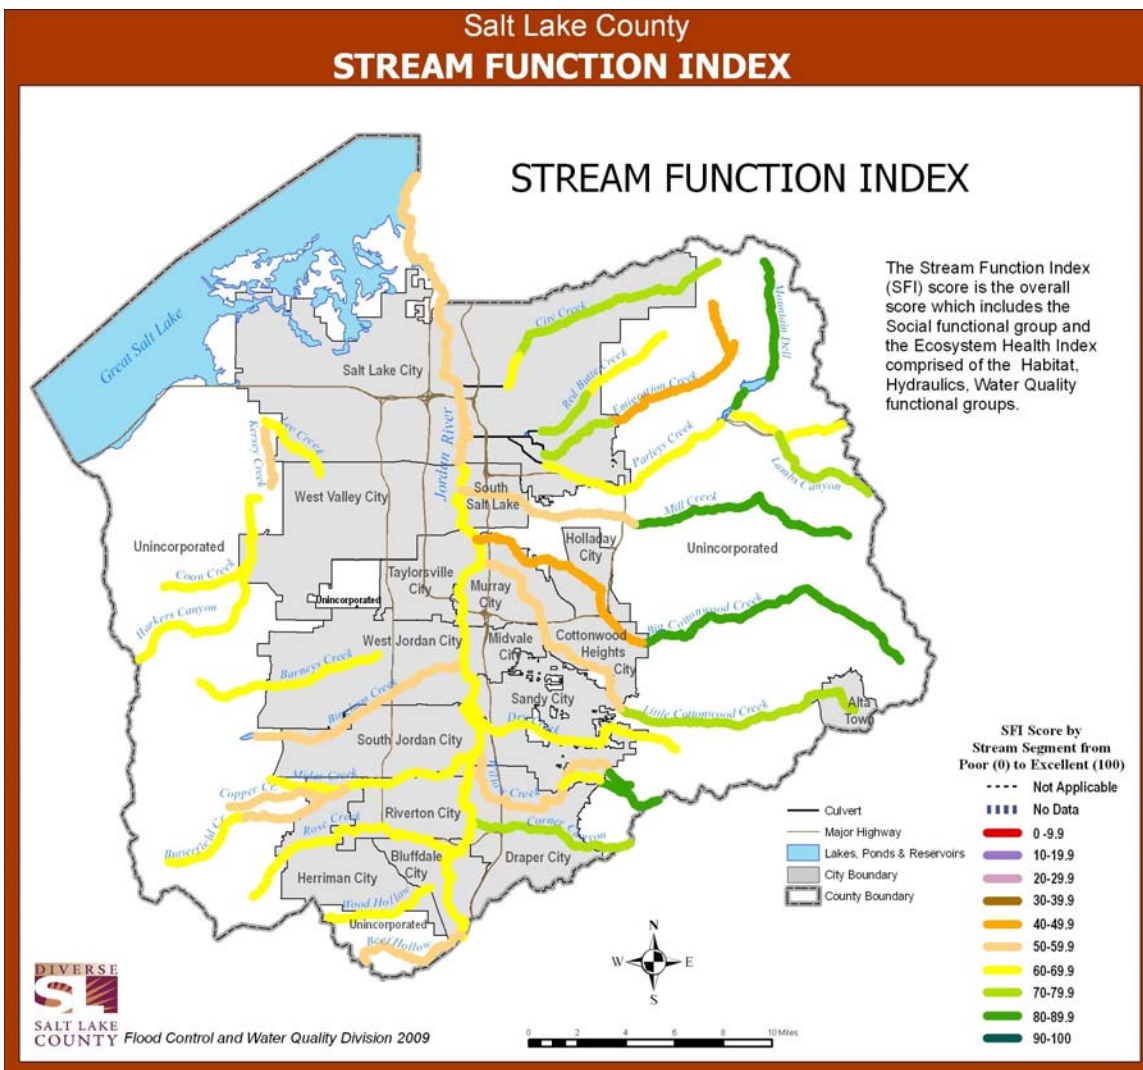 Salt Lake County
STREAM FUNCTION INDEX
STREAM FUNCTION INDEX
The Stream Function Index
(SFI) score is the overall
score which includes the
Social functional group and
the Ecosystem Health Index
comprised of the Habitat,
Hydraulics, Water Quality
functional groups.
Great Salt Lake
Salt Lake City
City Creek
Mountain Dell
Red Butte Creek
Emigration Creek
Parleys Creek
Lambs Canyon
Jordan River
Kersey Creek
Lee Creek
West Valley City
South
Salt Lake
Mill Creek
Holladay
City
Unincorporated
Unincorporated
Coon Creek
Harkers Canyon
Taylorsville
City
Unincorporated
Murray
City
Big Cottonwood Creek
West Jordan City
Midvale
City
Cottonwood
Heights
City
Barneys Creek
Bingham Creek
Sandy City
Little Cottonwood Creek
Alta
Town
South Jordan City
Dry Creek
Midas Creek
Willow Creek
Copper Cr.
Butterfield Cr.
Rose Creek
Riverton City
Corner Canyon
Bluffdale
City
Draper City
Herriman City
Wood Hollow
Unincorporated
Beef Hollow
SFI Score by
Stream Segment from
Poor (0) to Excellent (100)
Not Applicable
No Data
0 -9.9
10-19.9
20-29.9
30-39.9
40-49.9
50-59.9
60-69.9
70-79.9
80-89.9
90-100
Culvert
Major Highway
Lakes, Ponds & Reservoirs
City Boundary
County Boundary
N
W E
S
0 2 4 6 8 10 Miles
DIVERSE
SL
SALT LAKE
COUNTY
Flood Control and Water Quality Division 2009